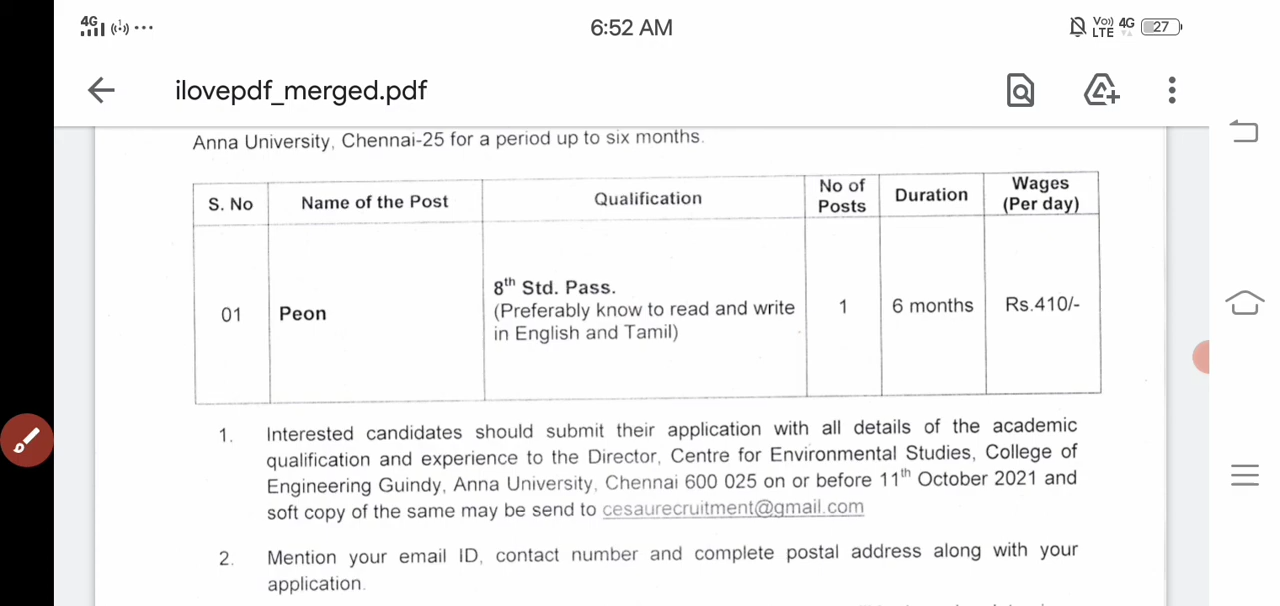 4G 6:52 AM Vo)) LTE 4G 27
ilovepdf_merged.pdf
Anna University, Chennai-25 for a period up to six months.
S. No Name of the Post Qualification No of Posts Duration Wages (Per day)
01 Peon 8th Std. Pass. (Preferably know to read and write in English and Tamil) 1 6 months Rs.410/-
1. Interested candidates should submit their application with all details of the academic
qualification and experience to the Director, Centre for Environmental Studies, College of
Engineering Guindy, Anna University, Chennai 600 025 on or before 11th October 2021 and
soft copy of the same may be send to cesaurecruitment@gmail.com
2. Mention your email ID, contact number and complete postal address along with your
application.